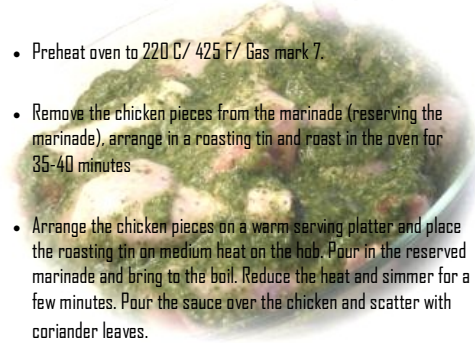 • Preheat oven to 220 C/ 425 F/ Gas mark 7.
• Remove the chicken pieces from the marinade (reserving the
marinade), arrange in a roasting tin and roast in the oven for
35-40 minutes
• Arrange the chicken pieces on a warm serving platter and place
the roasting tin on medium heat on the hob. Pour in the reserved
marinade and bring to the boil. Reduce the heat and simmer for a
few minutes. Pour the sauce over the chicken and scatter with
coriander leaves.